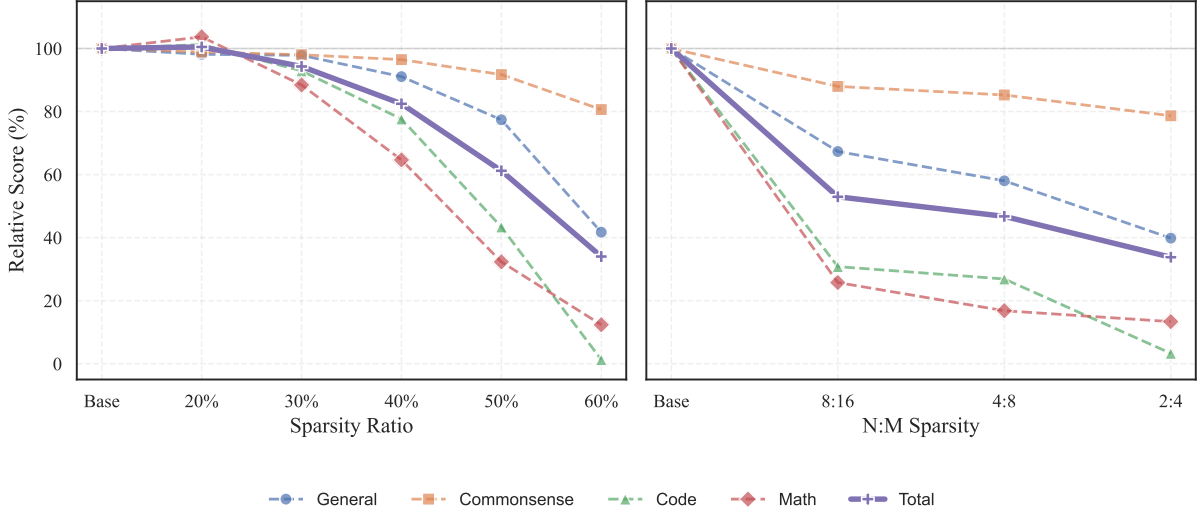 Relative Score (%)
100
80
60
40
20
0
Base 20% 30% 40% 50% 60%
Sparsity Ratio
Base 8:16 4:8 2:4
N:M Sparsity
General Commonsense Code Math Total